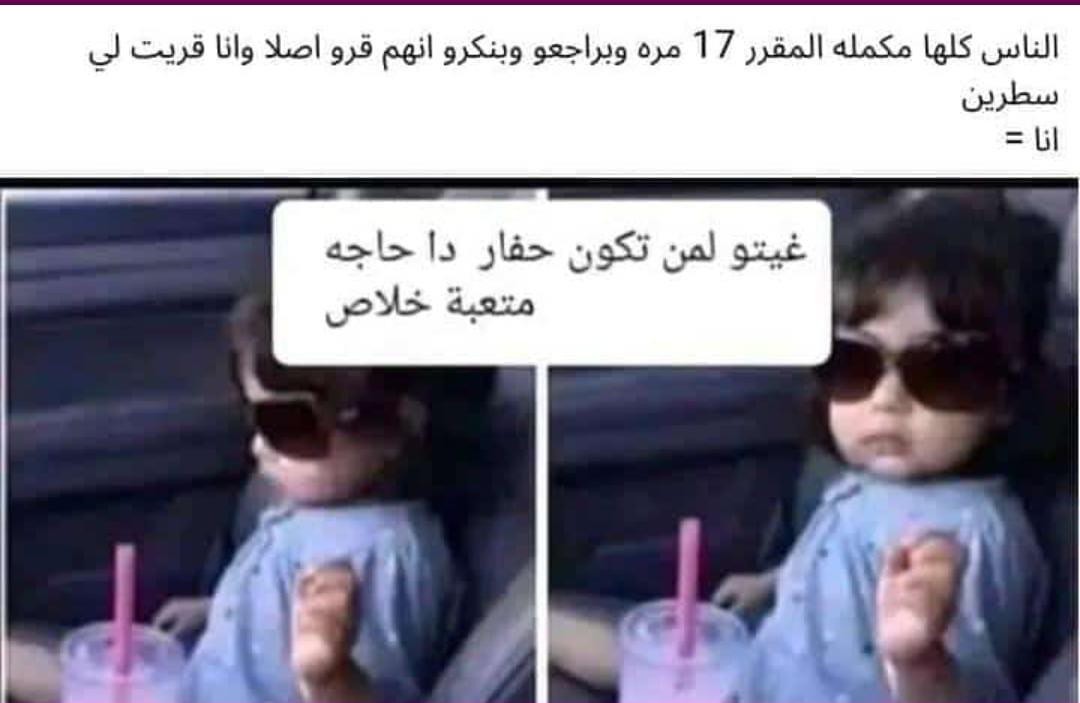 الناس كلها مكمله المقرر 17 مره وبراجعو وبنكرو انهم قرو اصلا وانا قريت لي
سطرين
انا =
غيتو لمن تكون حفار دا حاجه
متعبة خلاص